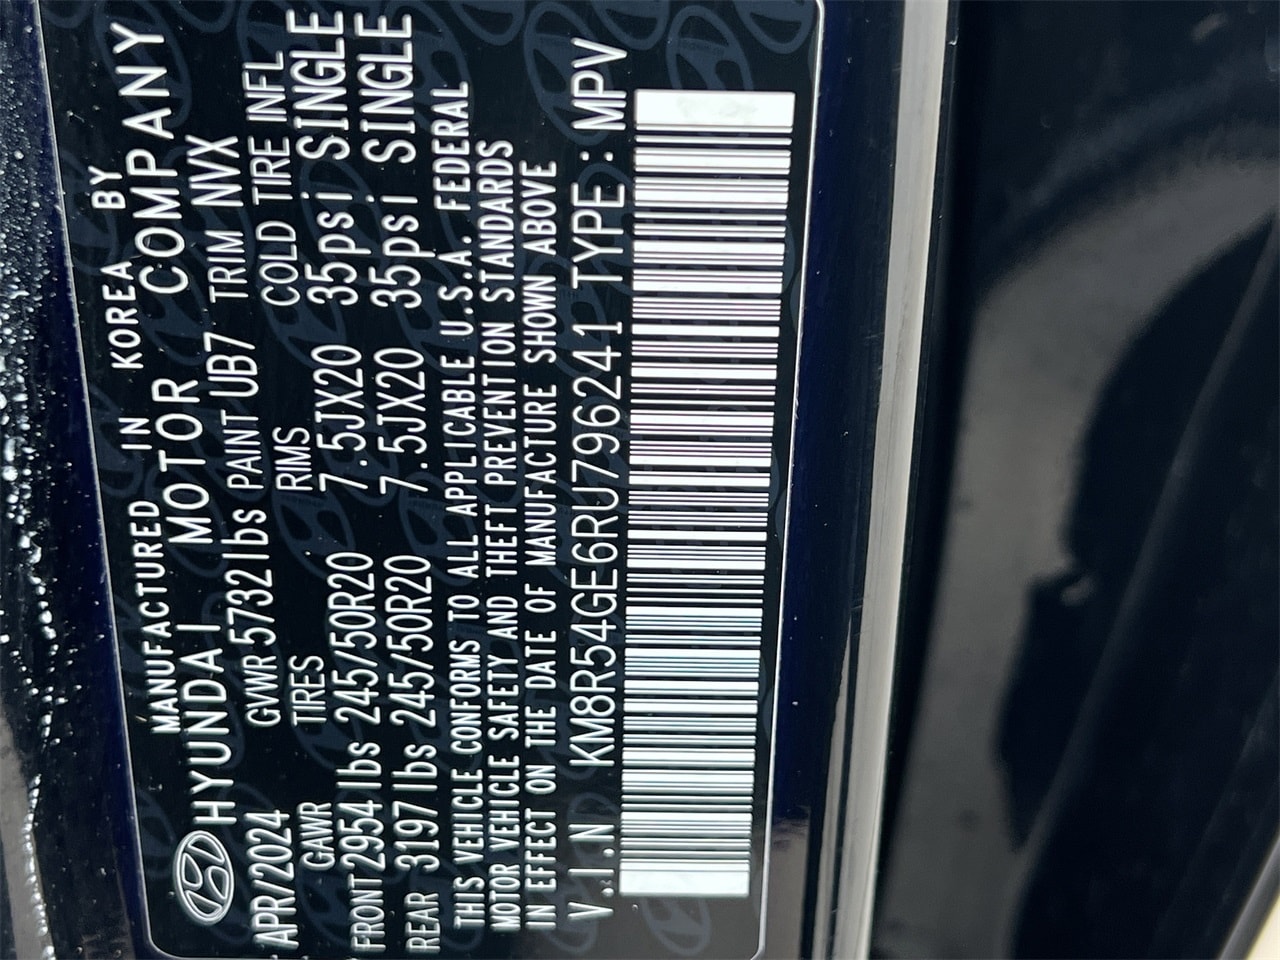 MANUFACTURED IN KOREA BY
HYUNDAI MOTOR COMPANY
APR/2024 GVWR 5732lbs PAINT UB7 TRIM NVX
GAWR TIRES RIMS COLD TIRE INFL
FRONT 2954lbs 245/50R20 7.5JX20 35psi SINGLE
REAR 3197lbs 245/50R20 7.5JX20 35psi SINGLE
THIS VEHICLE CONFORMS TO ALL APPLICABLE U.S.A. FEDERAL
MOTOR VEHICLE SAFETY AND THEFT PREVENTION STANDARDS
IN EFFECT ON THE DATE OF MANUFACTURE SHOWN ABOVE
V.I.N KM8R54GE6RU796241 TYPE: MPV